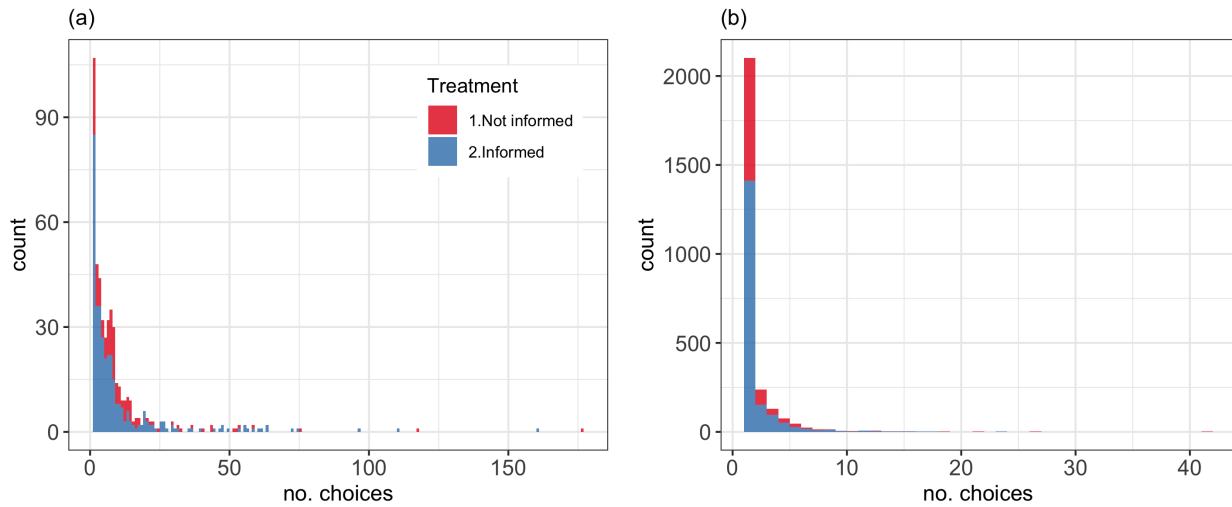 (a)
count
90
60
30
0
Treatment
1.Not informed
2.Informed
0 50 100 150
no. choices
(b)
count
2000
1500
1000
500
0
0 10 20 30 40
no. choices